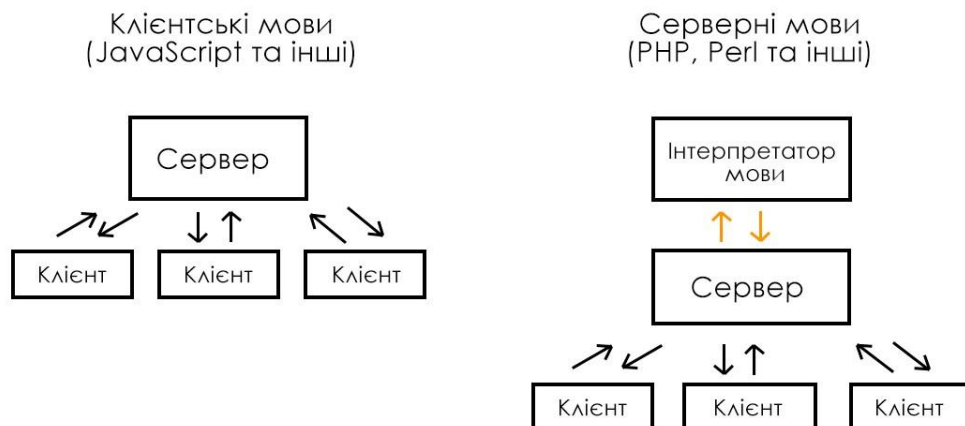 Клієнтські мови
(JavaScript та інші)
Сервер
Клієнт
Клієнт
Клієнт
Серверні мови
(PHP, Perl та інші)
Інтерпретатор
мови
Сервер
Клієнт
Клієнт
Клієнт